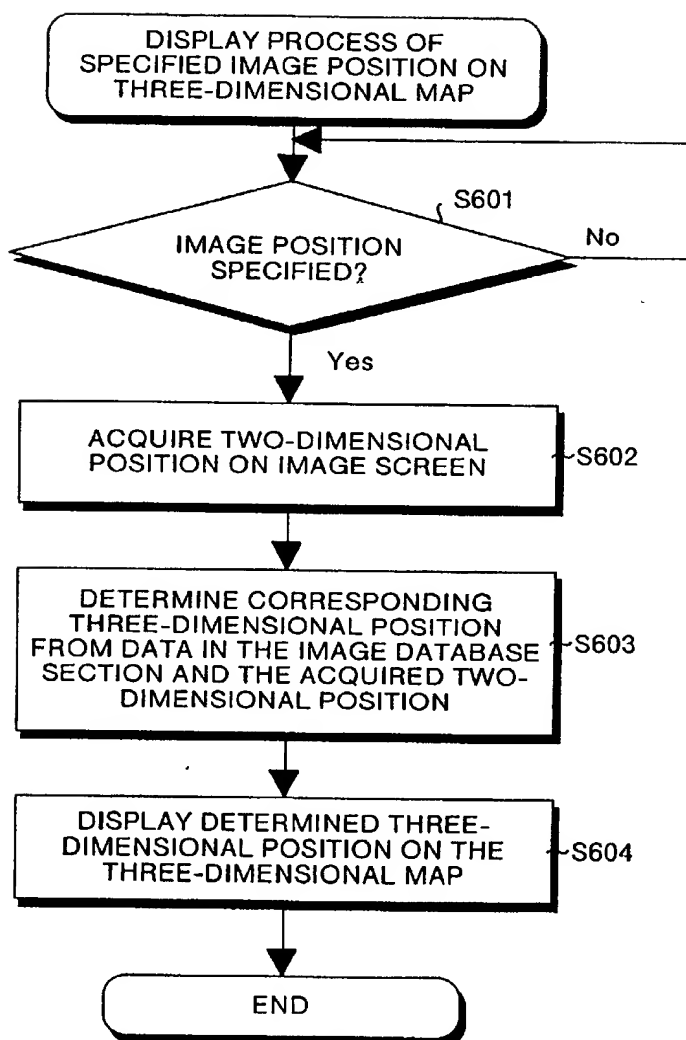 DISPLAY PROCESS OF
SPECIFIED IMAGE POSITION ON
THREE-DIMENSIONAL MAP
S601
IMAGE POSITION
SPECIFIED?
No
Yes
ACQUIRE TWO-DIMENSIONAL
POSITION ON IMAGE SCREEN
S602
DETERMINE CORRESPONDING
THREE-DIMENSIONAL POSITION
FROM DATA IN THE IMAGE DATABASE
SECTION AND THE ACQUIRED TWO-
DIMENSIONAL POSITION
S603
DISPLAY DETERMINED THREE-
DIMENSIONAL POSITION ON THE
THREE-DIMENSIONAL MAP
S604
END